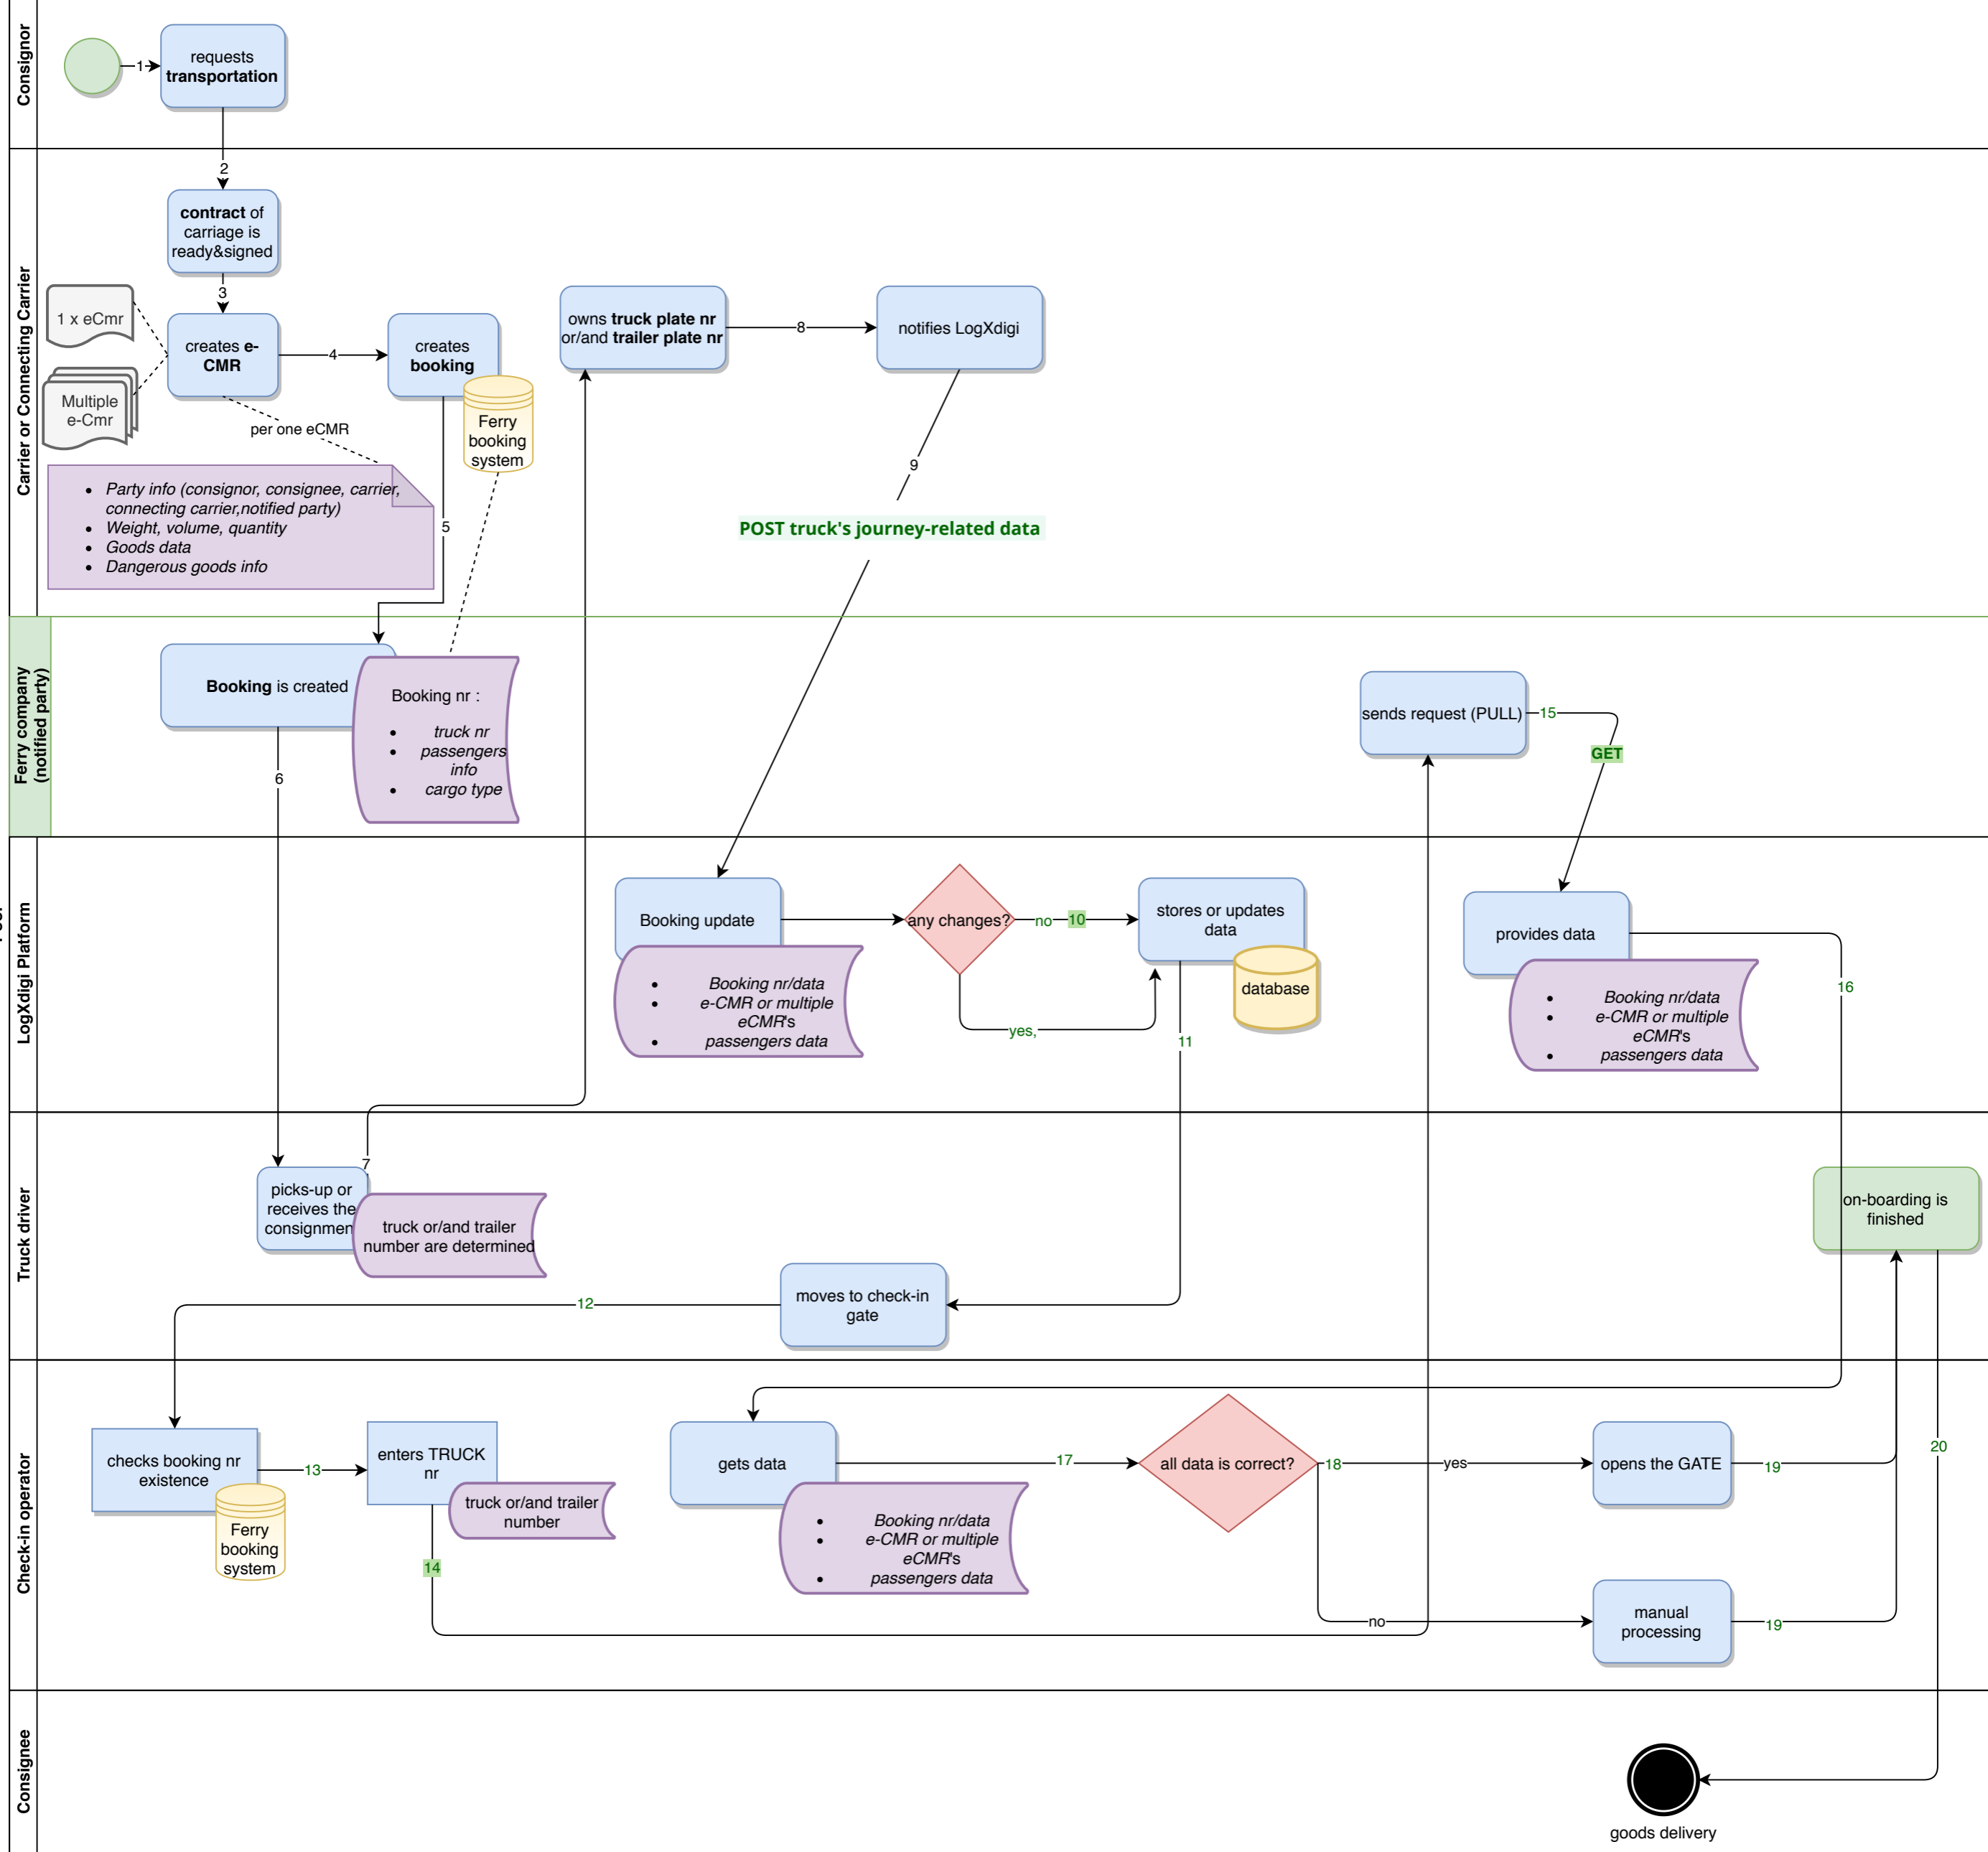 Consignor
1
requests
transportation
2
Carrier or Connecting Carrier
contract of
carriage is
ready&signed
3
1 x eCmr
Multiple
e-Cmr
creates e-
CMR
4
creates
booking
Ferry
booking
system
per one eCMR
Party info (consignor, consignee, carrier,
connecting carrier,notified party)
Weight, volume, quantity
Goods data
Dangerous goods info
5
owns truck plate nr
or/and trailer plate nr
8
notifies LogXdigi
9
POST truck's journey-related data
Ferry company
(notified party)
Booking is created
Booking nr :
truck nr
passengers
info
cargo type
6
sends request (PULL)
15
GET
LogXdigi Platform
Booking update
Booking nr/data
e-CMR or multiple
eCMR's
passengers data
any changes?
no
10
yes,
stores or updates
data
database
11
provides data
Booking nr/data
e-CMR or multiple
eCMR's
passengers data
16
Truck driver
7
picks-up or
receives the
consignmen
truck or/and trailer
number are determined
moves to check-in
gate
12
on-boarding is
finished
Check-in operator
checks booking nr
existence
Ferry
booking
system
13
enters TRUCK
nr
truck or/and trailer
number
14
gets data
Booking nr/data
e-CMR or multiple
eCMR's
passengers data
17
all data is correct?
18
yes
opens the GATE
19
no
manual
processing
19
20
Consignee
goods delivery